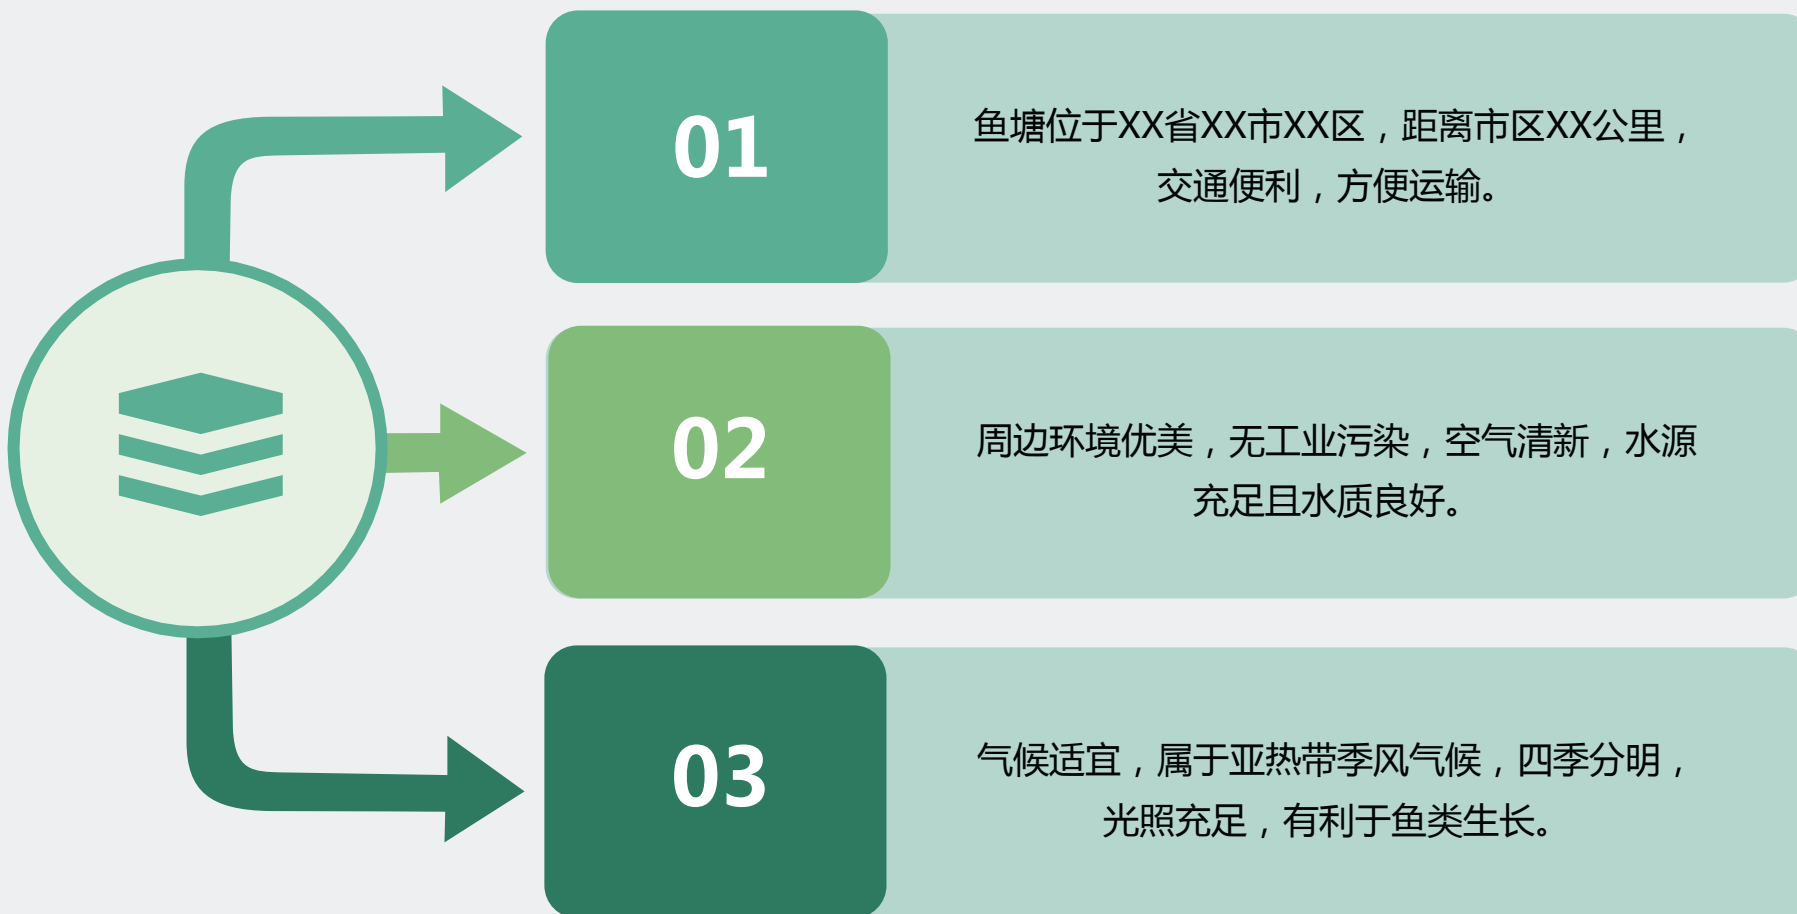 01
鱼塘位于XX省XX市XX区，距离市区XX公里，
交通便利，方便运输。
02
周边环境优美，无工业污染，空气清新，水源
充足且水质良好。
03
气候适宜，属于亚热带季风气候，四季分明，
光照充足，有利于鱼类生长。